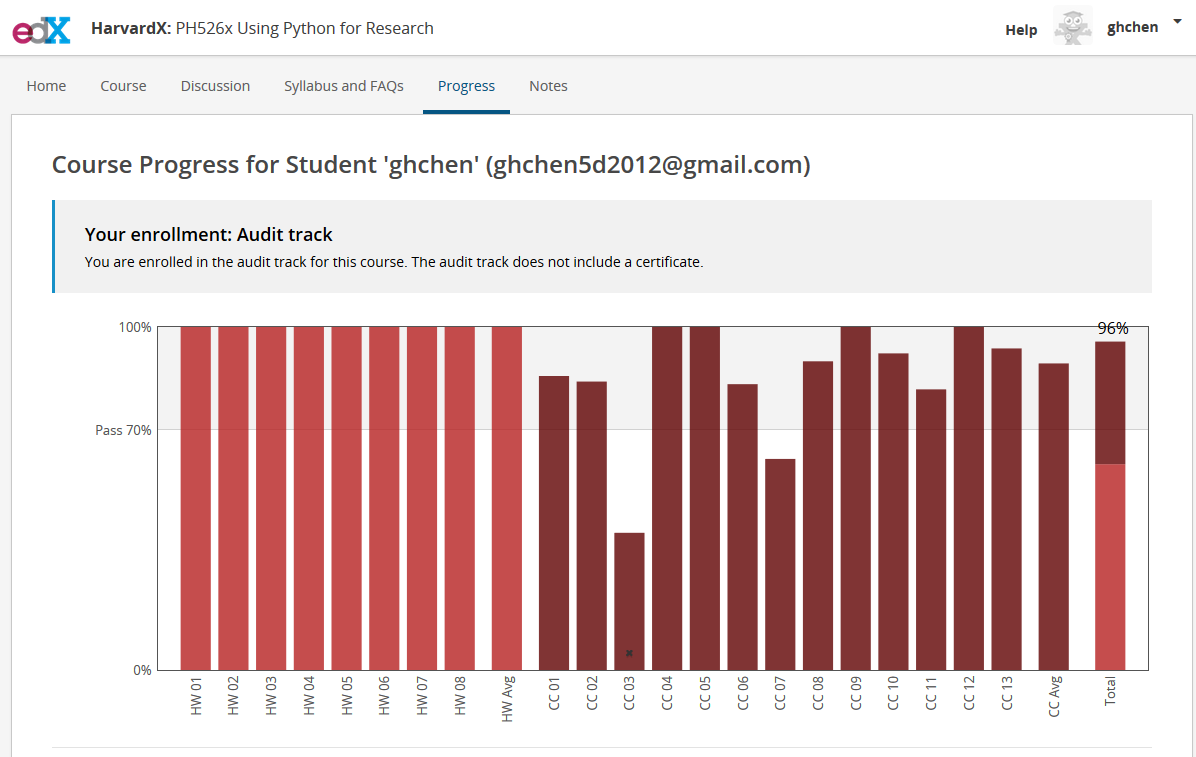 edX HarvardX: PH526x Using Python for Research Help ghchen
Home Course Discussion Syllabus and FAQs Progress Notes
Course Progress for Student 'ghchen' (ghchen5d2012@gmail.com)
Your enrollment: Audit track
You are enrolled in the audit track for this course. The audit track does not include a certificate.
100%
96%
Pass 70%
0%
HW 01
HW 02
HW 03
HW 04
HW 05
HW 06
HW 07
HW 08
HW Avg
CC 01
CC 02
CC 03
CC 04
CC 05
CC 06
CC 07
CC 08
CC 09
CC 10
CC 11
CC 12
CC 13
CC Avg
Total